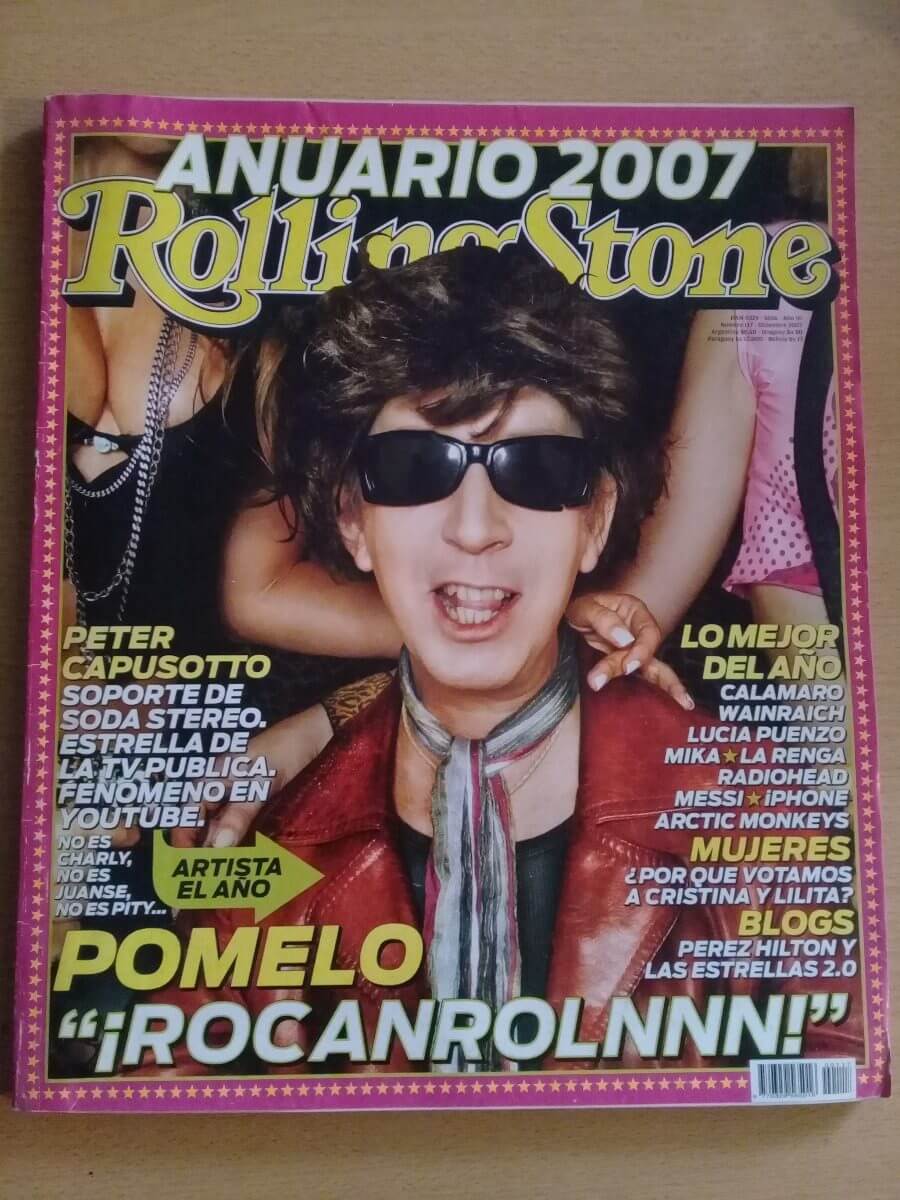 ANUARIO 2007
Rolling Stone
PETER
CAPUSOTTO
SOPORTE DE
SODA STEREO.
ESTRELLA DE
LA TV PUBLICA.
FENOMENO EN
YOUTUBE.
NO ES
CHARLY,
NO ES
JUANSE,
NO ES PITY...
ARTISTA
EL AÑO
LO MEJOR
DEL AÑO
CALAMARO
WAINRAICH
LUCIA PUENZO
MIKA★LA RENGA
RADIOHEAD
MESSI★iPHONE
ARCTIC MONKEYS
MUJERES
¿POR QUE VOTAMOS
A CRISTINA Y LILITA?
BLOGS
PEREZ HILTON Y
LAS ESTRELLAS 2.0
POMELO
“¡ROCANROLNNN!”